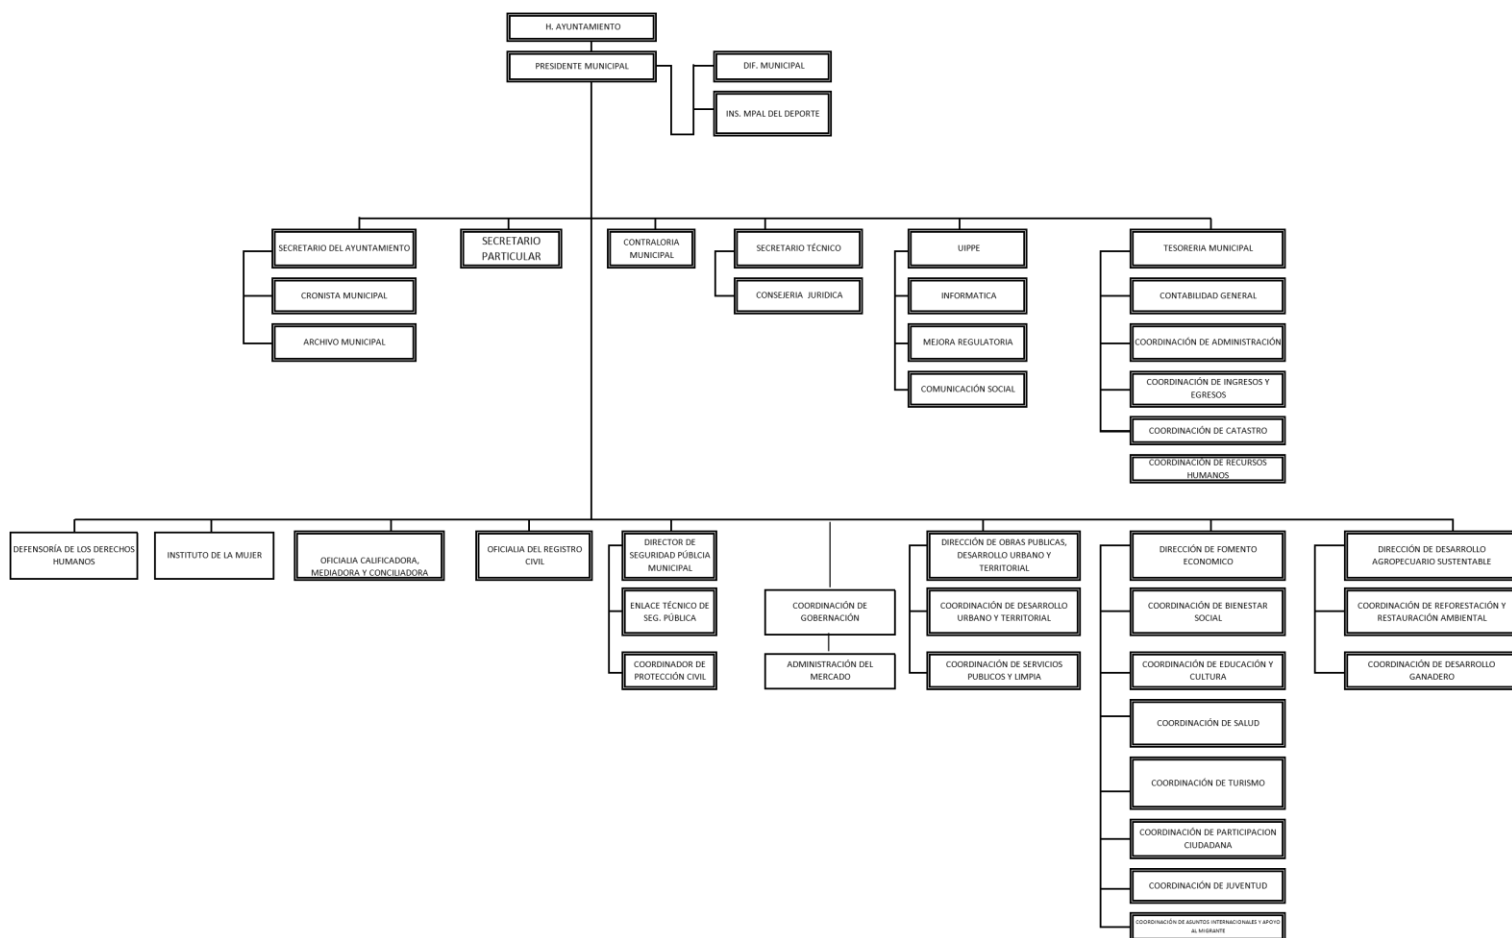 H. AYUNTAMIENTO
PRESIDENTE MUNICIPAL
DIF. MUNICIPAL
INS. MPAL DEL DEPORTE
SECRETARIO DEL AYUNTAMIENTO
CRONISTA MUNICIPAL
ARCHIVO MUNICIPAL
SECRETARIO
PARTICULAR
CONTRALORIA
MUNICIPAL
SECRETARIO TÉCNICO
CONSEJERIA JURIDICA
UIPPE
INFORMATICA
MEJORA REGULATORIA
COMUNICACIÓN SOCIAL
TESORERIA MUNICIPAL
CONTABILIDAD GENERAL
COORDINACIÓN DE ADMINISTRACIÓN
COORDINACIÓN DE INGRESOS Y
EGRESOS
COORDINACIÓN DE CATASTRO
COORDINACIÓN DE RECURSOS
HUMANOS
DEFENSORÍA DE LOS DERECHOS
HUMANOS
INSTITUTO DE LA MUJER
OFICIALIA CALIFICADORA,
MEDIADORA Y CONCILIADORA
OFICIALIA DEL REGISTRO
CIVIL
DIRECTOR DE
SEGURIDAD PÚBLCIA
MUNICIPAL
ENLACE TÉCNICO DE
SEG. PÚBLICA
COORDINADOR DE
PROTECCIÓN CIVIL
COORDINACIÓN DE
GOBERNACIÓN
ADMINISTRACIÓN DEL
MERCADO
DIRECCIÓN DE OBRAS PUBLICAS,
DESARROLLO URBANO Y
TERRITORIAL
COORDINACIÓN DE DESARROLLO
URBANO Y TERRITORIAL
COORDINACIÓN DE SERVICIOS
PUBLICOS Y LIMPIA
DIRECCIÓN DE FOMENTO
ECONOMICO
COORDINACIÓN DE BIENESTAR
SOCIAL
COORDINACIÓN DE EDUCACIÓN Y
CULTURA
COORDINACIÓN DE SALUD
COORDINACIÓN DE TURISMO
COORDINACIÓN DE PARTICIPACION
CIUDADANA
COORDINACIÓN DE JUVENTUD
COORDINACIÓN DE ASUNTOS INTERNACIONALES Y APOYO
AL MIGRANTE
DIRECCIÓN DE DESARROLLO
AGROPECUARIO SUSTENTABLE
COORDINACIÓN DE REFORESTACIÓN Y
RESTAURACIÓN AMBIENTAL
COORDINACIÓN DE DESARROLLO
GANADERO